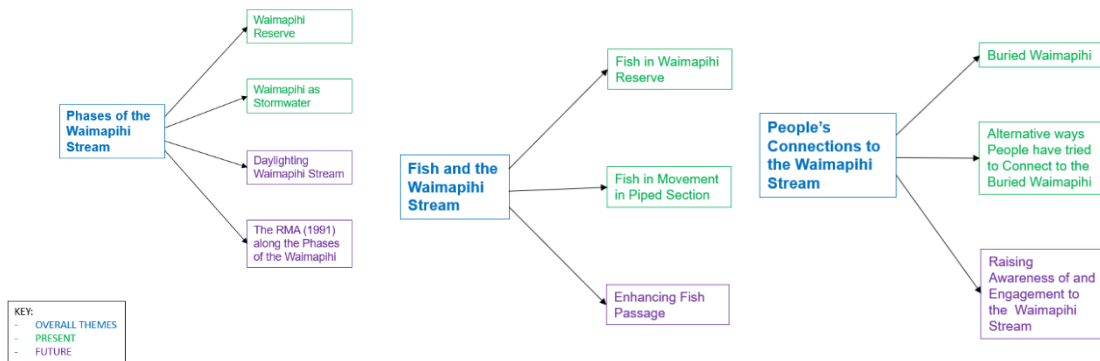 Phases of the
Waimapihi
Stream
Waimapihi
Reserve
Waimapihi as
Stormwater
Daylighting
Waimapihi Stream
The RMA (1991)
along the Phases
of the Waimapihi
Fish and the
Waimapihi
Stream
Fish in Waimapihi
Reserve
Fish in Movement
in Piped Section
Enhancing Fish
Passage
People's
Connections to
the Waimapihi
Stream
Buried Waimapihi
Alternative ways
People have tried
to Connect to the
Buried Waimapihi
Raising
Awareness of and
Engagement to
the Waimapihi
Stream
KEY:
- OVERALL THEMES
- PRESENT
- FUTURE